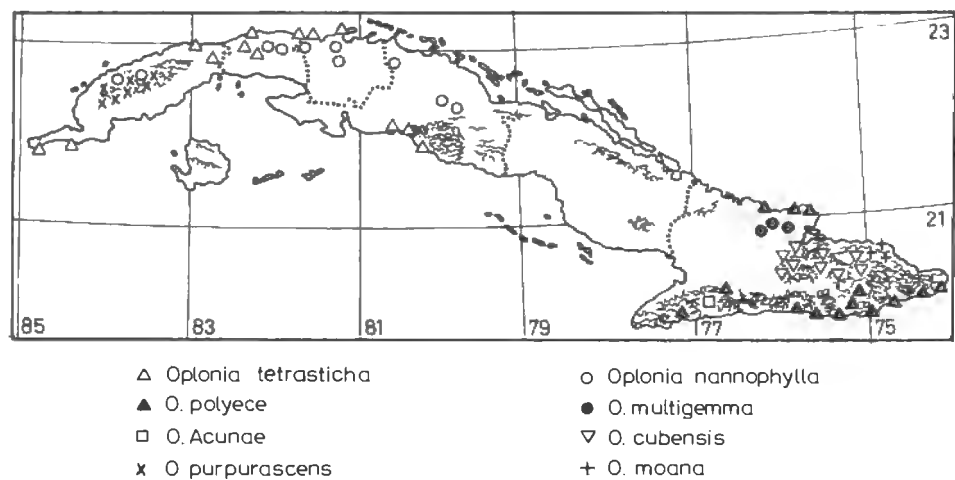 23
21
85 83 81 79 77 75
△ Oplonia tetrasticha
▲ O. polyece
□ O. Acunae
x O purpurascens
○ Oplonia nannophylla
● O. multigemma
▽ O. cubensis
+ O. moana